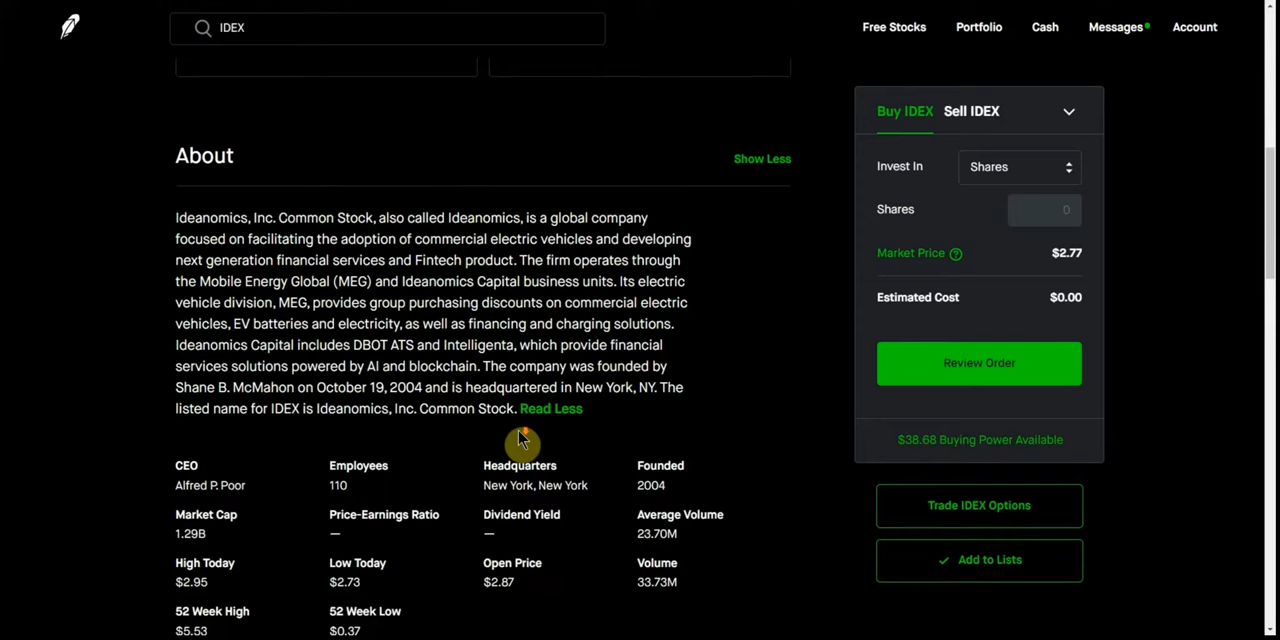 IDEX
Free Stocks
Portfolio
Cash
Messages
Account
About
Show Less
Ideanomics, Inc. Common Stock, also called Ideanomics, is a global company
focused on facilitating the adoption of commercial electric vehicles and developing
next generation financial services and Fintech product. The firm operates through
the Mobile Energy Global (MEG) and Ideanomics Capital business units. Its electric
vehicle division, MEG, provides group purchasing discounts on commercial electric
vehicles, EV batteries and electricity, as well as financing and charging solutions.
Ideanomics Capital includes DBOT ATS and Intelligenta, which provide financial
services solutions powered by AI and blockchain. The company was founded by
Shane B. McMahon on October 19, 2004 and is headquartered in New York, NY. The
listed name for IDEX is Ideanomics, Inc. Common Stock. Read Less
CEO
Alfred P. Poor
Employees
110
Headquarters
New York, New York
Founded
2004
Market Cap
1.29B
Price-Earnings Ratio
—
Dividend Yield
—
Average Volume
23.70M
High Today
$2.95
Low Today
$2.73
Open Price
$2.87
Volume
33.73M
52 Week High
$5.53
52 Week Low
$0.37
Buy IDEX
Sell IDEX
Invest In
Shares
Shares
0
Market Price ?
$2.77
Estimated Cost
$0.00
Review Order
$38.68 Buying Power Available
Trade IDEX Options
Add to Lists